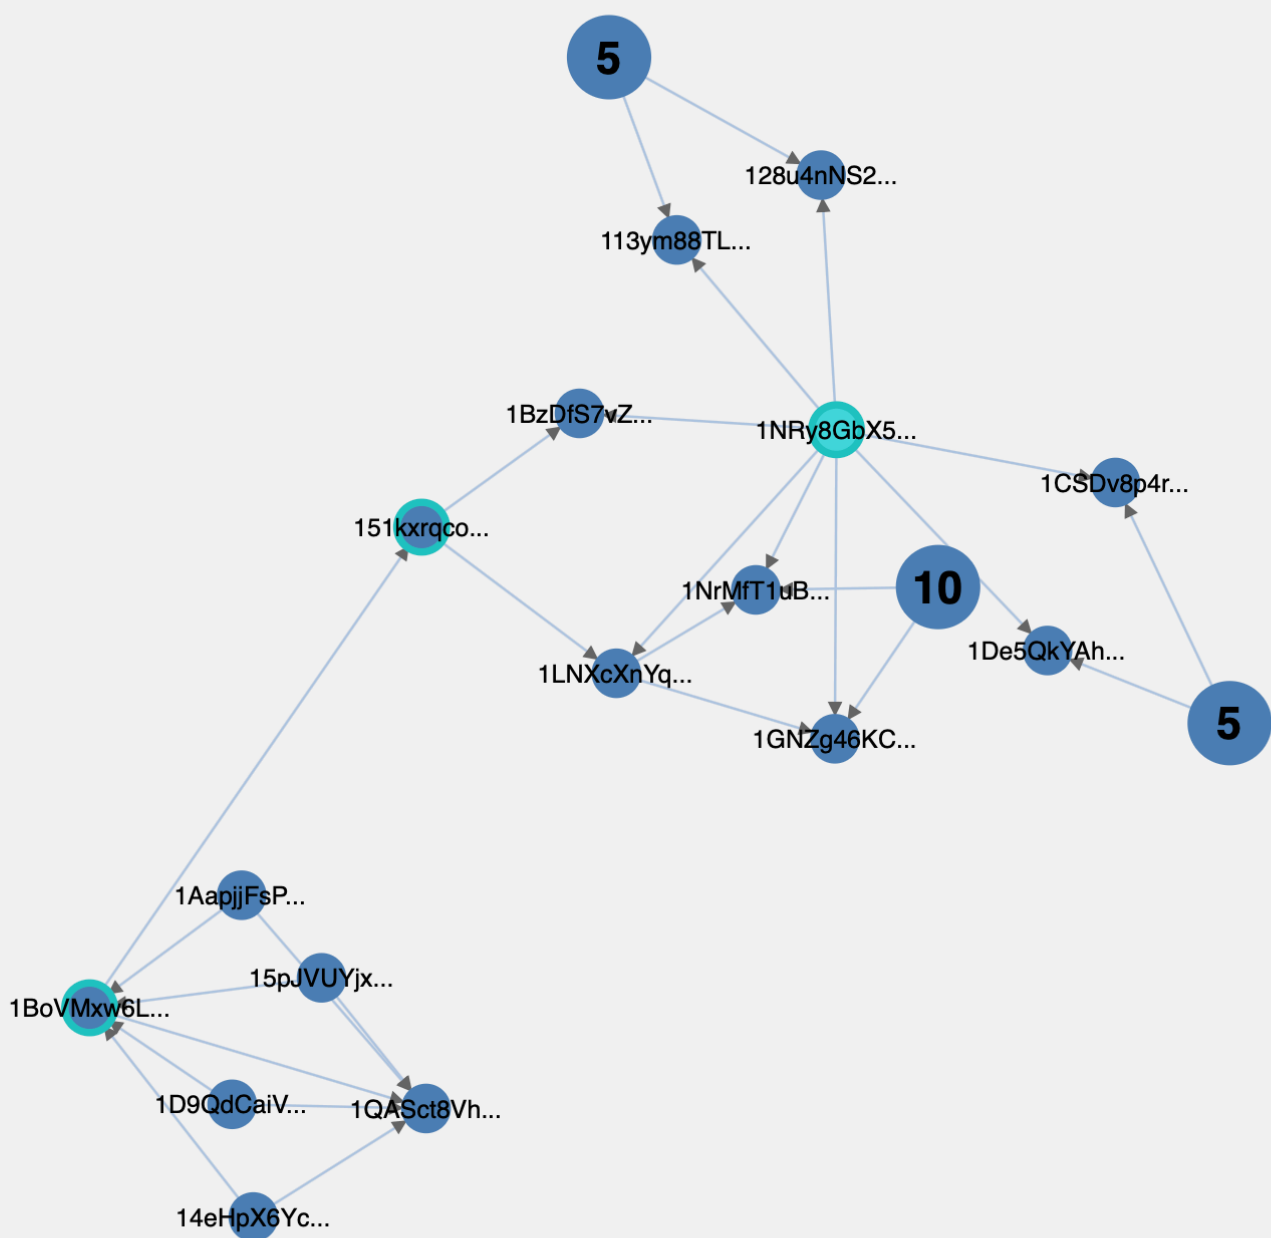 5
128u4nNS2...
113ym88TL...
1BzDfS7vZ...
1NRy8GbX5...
1CSDv8p4r...
151kxrqco...
1NrMfT1uB...
10
1De5QkYAh...
1LNXcXnYq...
5
1GNZg46KC...
1AapjjFsP...
15pJVUYjx...
1BoVMxw6L...
1D9QdCaiV...
1QASct8Vh...
14eHpX6Yc...